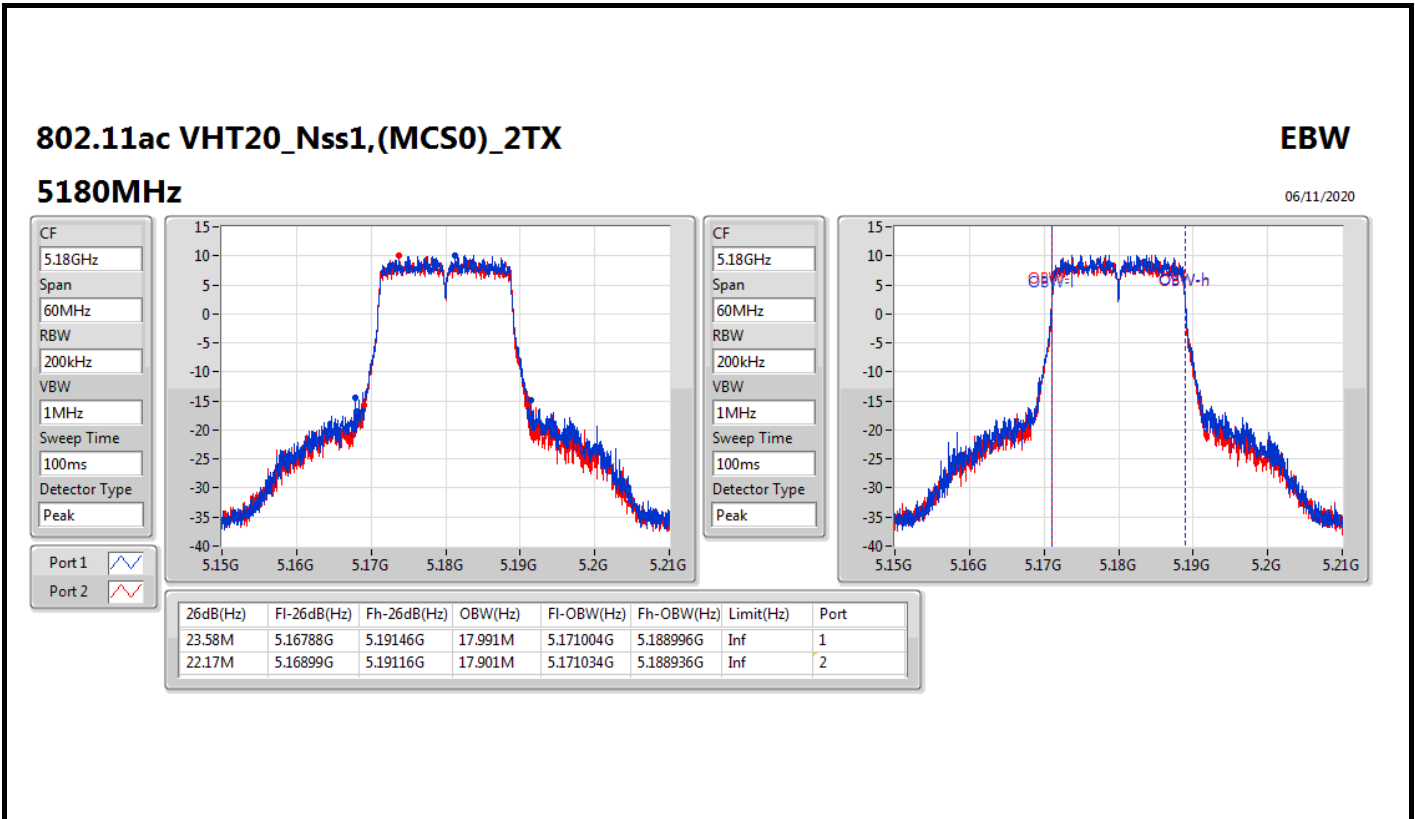 802.11ac VHT20_Nss1,(MCS0)_2TX EBW
5180MHz 06/11/2020
CF
5.18GHz
Span
60MHz
RBW
200kHz
VBW
1MHz
Sweep Time
100ms
Detector Type
Peak
Port 1
Port 2
15
10
5
0
-5
-10
-15
-20
-25
-30
-35
-40
5.15G 5.16G 5.17G 5.18G 5.19G 5.2G 5.21G
CF
5.18GHz
Span
60MHz
RBW
200kHz
VBW
1MHz
Sweep Time
100ms
Detector Type
Peak
15
10
5
0
-5
-10
-15
-20
-25
-30
-35
-40
OBW-l OBW-h
5.15G 5.16G 5.17G 5.18G 5.19G 5.2G 5.21G
26dB(Hz) Fl-26dB(Hz) Fh-26dB(Hz) OBW(Hz) Fl-OBW(Hz) Fh-OBW(Hz) Limit(Hz) Port
23.58M 5.16788G 5.19146G 17.991M 5.171004G 5.188996G Inf 1
22.17M 5.16899G 5.19116G 17.901M 5.171034G 5.188936G Inf 2